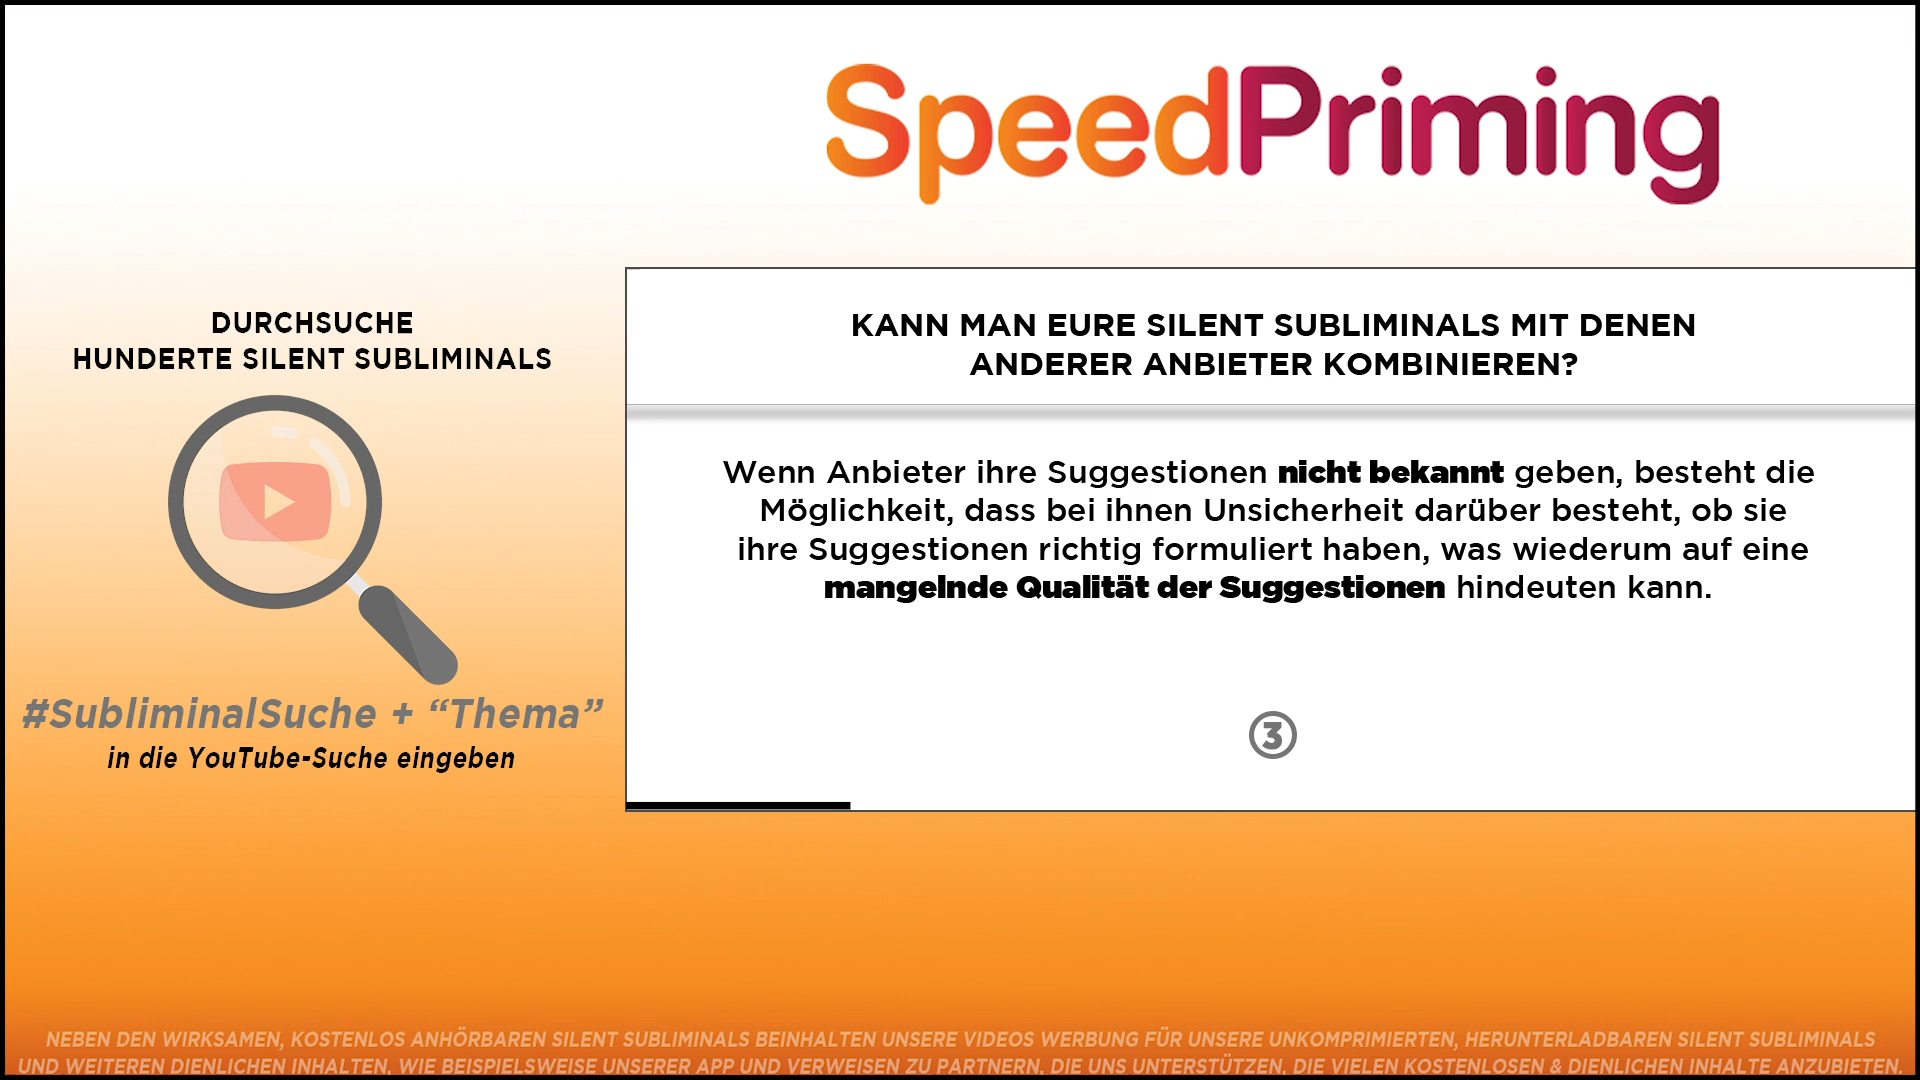 SpeedPriming
DURCHSUCHE
HUNDERTE SILENT SUBLIMINALS
#SubliminalSuche + “Thema”
in die YouTube-Suche eingeben
KANN MAN EURE SILENT SUBLIMINALS MIT DENEN
ANDERER ANBIETER KOMBINIEREN?
Wenn Anbieter ihre Suggestionen nicht bekannt geben, besteht die
Möglichkeit, dass bei ihnen Unsicherheit darüber besteht, ob sie
ihre Suggestionen richtig formuliert haben, was wiederum auf eine
mangelnde Qualität der Suggestionen hindeuten kann.
3
NEBEN DEN WIRKSAMEN, KOSTENLOS ANHÖRBAREN SILENT SUBLIMINALS BEINHALTEN UNSERE VIDEOS WERBUNG FÜR UNSERE UNKOMPRIMIERTEN, HERUNTERLADBAREN SILENT SUBLIMINALS
UND WEITEREN DIENLICHEN INHALTEN, WIE BEISPIELSWEISE UNSERER APP UND VERWEISEN ZU PARTNERN, DIE UNS UNTERSTÜTZEN, DIE VIELEN KOSTENLOSEN & DIENLICHEN INHALTE ANZUBIETEN.